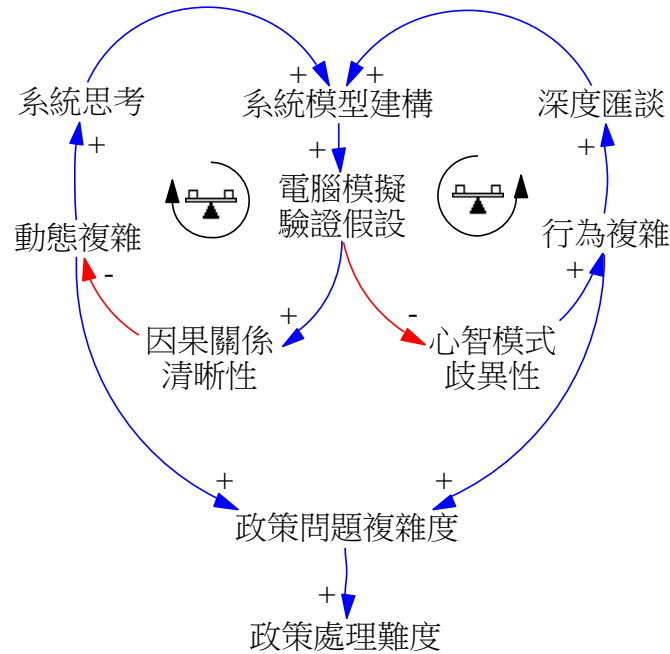 + +
系統思考 系統模型建構 深度匯談
+ + +
電腦模擬
驗證假設
動態複雜 行為複雜
- + - +
因果關係 心智模式
清晰性 歧異性
+ +
政策問題複雜度
+
政策處理難度